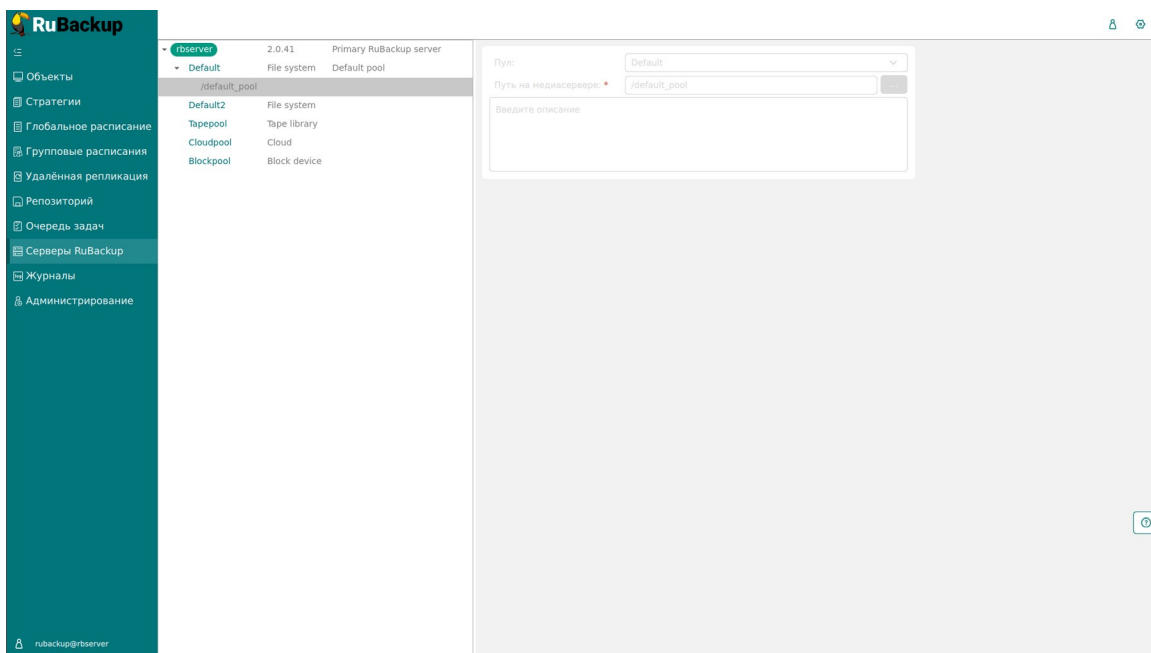 RuBackup
Объекты
Стратегии
Глобальное расписание
Групповые расписания
Удалённая репликация
Репозиторий
Очередь задач
Серверы RuBackup
Журналы
Администрирование
rubackup@rbserver
rbserver 2.0.41 Primary RuBackup server
Default File system Default pool
/default_pool
Default2 File system
Tapepool Tape library
Cloudpool Cloud
Blockpool Block device
Пул: Default
Путь на медиасервере: * /default_pool ...
Введите описание